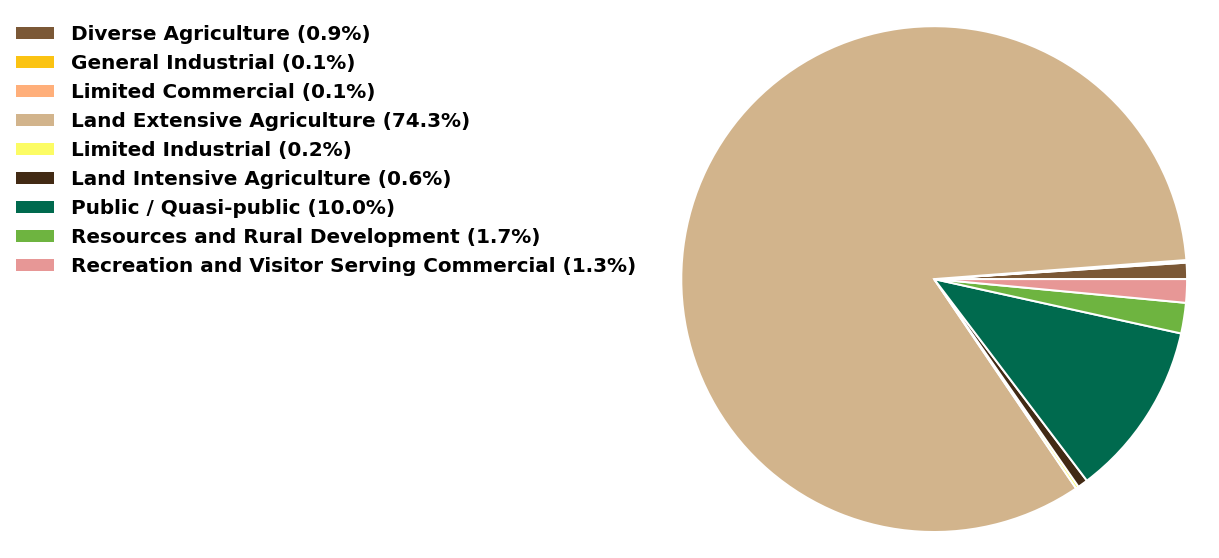 Diverse Agriculture (0.9%)
General Industrial (0.1%)
Limited Commercial (0.1%)
Land Extensive Agriculture (74.3%)
Limited Industrial (0.2%)
Land Intensive Agriculture (0.6%)
Public / Quasi-public (10.0%)
Resources and Rural Development (1.7%)
Recreation and Visitor Serving Commercial (1.3%)